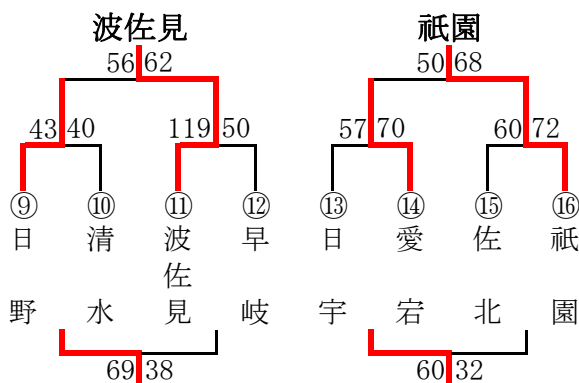 波佐見 祇園
56 62 50 68
43 40 119 50 57 70 60 72
⑨ ⑩ ⑪ ⑫ ⑬ ⑭ ⑮ ⑯
日野 清水 波佐見 早岐 日宇 愛宕 佐北 祇園
69 38 60 32